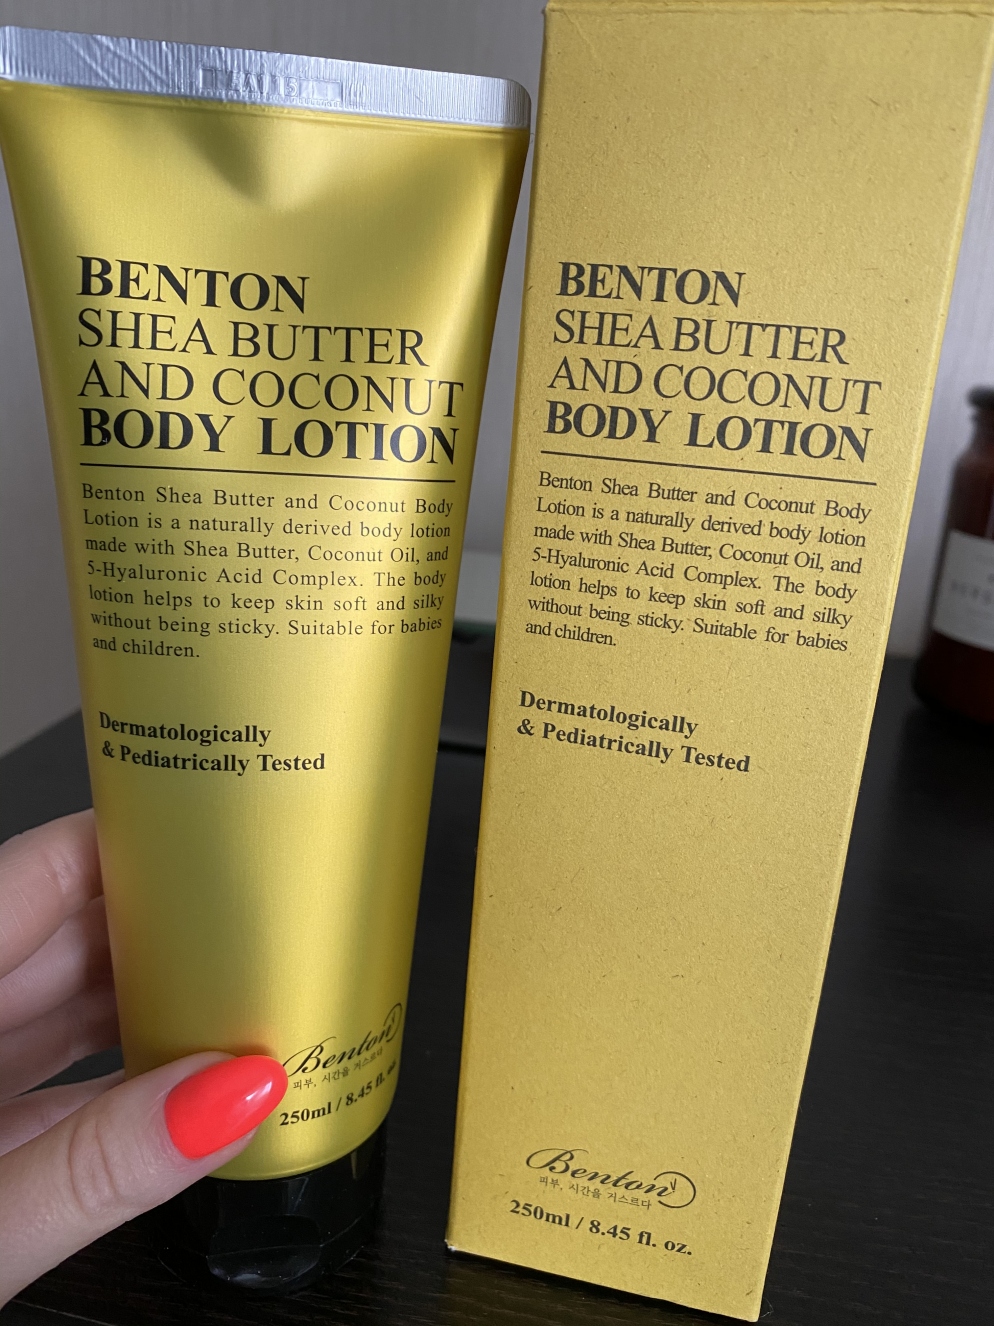 BENTON
SHEA BUTTER
AND COCONUT
BODY LOTION
Benton Shea Butter and Coconut Body
Lotion is a naturally derived body lotion
made with Shea Butter, Coconut Oil, and
5-Hyaluronic Acid Complex. The body
lotion helps to keep skin soft and silky
without being sticky. Suitable for babies
and children.
Dermatologically
& Pediatrically Tested
Benton
피부, 시간을 거스르다
250ml / 8.45 fl. oz.
BENTON
SHEA BUTTER
AND COCONUT
BODY LOTION
Benton Shea Butter and Coconut Body
Lotion is a naturally derived body lotion
made with Shea Butter, Coconut Oil, and
5-Hyaluronic Acid Complex. The body
lotion helps to keep skin soft and silky
without being sticky. Suitable for babies
and children.
Dermatologically
& Pediatrically Tested
Benton
피부, 시간을 거스르다
250ml / 8.45 fl. oz.